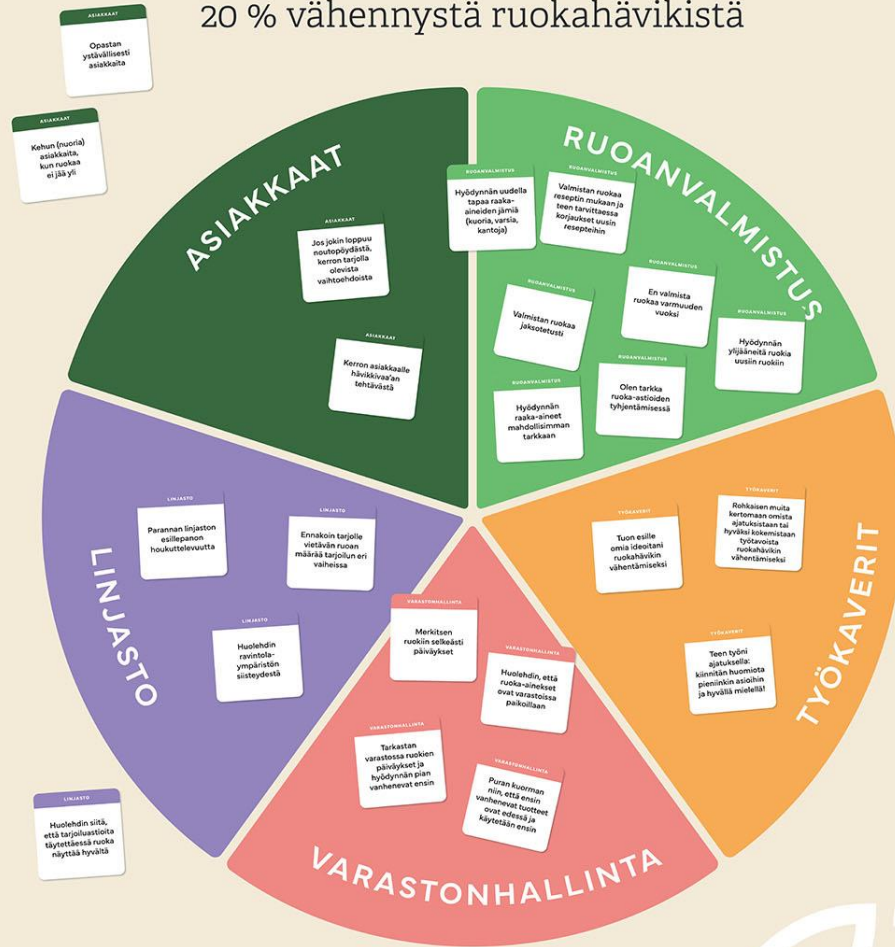 20 % vähennystä ruokahävikistä
ASIAKKAAT
Opastan
ystävällisesti
asiakkaita
ASIAKKAAT
Kehun (nuoria)
asiakkaita,
kun ruokaa
ei jää yli
ASIAKKAAT
ASIAKKAAT
Jos jokin loppuu
noutopöydästä,
kerron tarjolla
olevista
vaihtoehdoista
ASIAKKAAT
Kerron asiakkaalle
hävikkivaa'an
tehtävästä
RUOANVALMISTUS
RUOANVALMISTUS
Hyödynnän uudella
tapaa raaka-
aineiden jämiä
(kuoria, varsia,
kantoja)
RUOANVALMISTUS
Valmistan ruokaa
reseptin mukaan ja
teen tarvittaessa
korjaukset uusin
resepteihin
RUOANVALMISTUS
Valmistan ruokaa
jaksotetusti
RUOANVALMISTUS
En valmista
ruokaa varmuuden
vuoksi
RUOANVALMISTUS
Hyödynnän
ylijääneitä ruokia
uusiin ruokiin
RUOANVALMISTUS
Hyödynnän
raaka-aineet
mahdollisimman
tarkkaan
RUOANVALMISTUS
Olen tarkka
ruoka-astioiden
tyhjentämisessä
LINJASTO
LINJASTO
Parannan linjaston
esillepanon
houkuttelevuutta
LINJASTO
Ennakoin tarjolle
vietävän ruoan
määrää tarjoilun eri
vaiheissa
LINJASTO
Huolehdin
ravintola-
ympäristön
siisteydestä
LINJASTO
Huolehdin siitä,
että tarjoiluastioita
täytettäessä ruoka
näyttää hyvältä
VARASTONHALLINTA
Merkitsen
ruokiin selkeästi
päiväykset
VARASTONHALLINTA
Huolehdin, että
ruoka-ainekset
ovat varastoissa
paikoillaan
VARASTONHALLINTA
Tarkastan
varastossa ruokien
päiväykset ja
hyödynnän pian
vanhenevat ensin
VARASTONHALLINTA
Puran kuorman
niin, että ensin
vanhenevat tuotteet
ovat edessä ja
käytetään ensin
VARASTONHALLINTA
TYÖKAVERIT
TYÖKAVERIT
Tuon esille
omia ideoitani
ruokahävikin
vähentämiseksi
TYÖKAVERIT
Rohkaisen muita
kertomaan omista
ajatuksistaan tai
hyväksi kokemistaan
työtavoista
ruokahävikin
vähentämiseksi
TYÖKAVERIT
Teen työni
ajatuksella:
kiinnitän huomiota
pieniinkin asioihin
ja hyvällä mielellä!